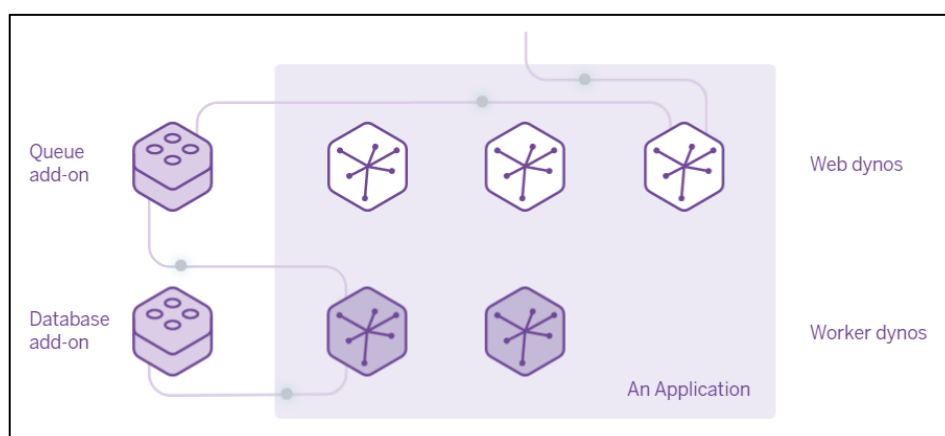 Queue
add-on
Web dynos
Database
add-on
Worker dynos
An Application